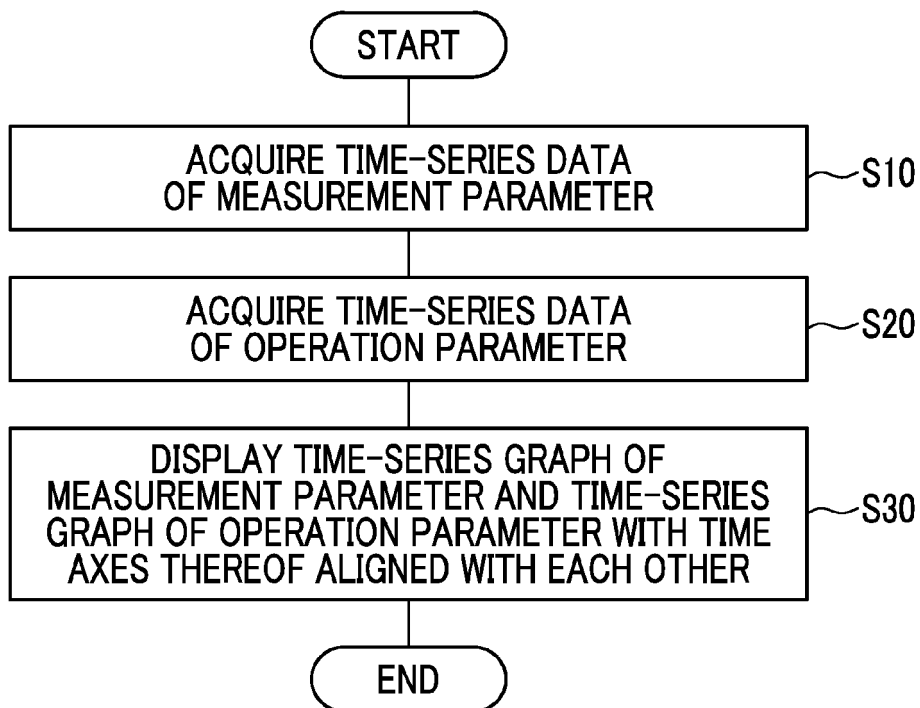 START
ACQUIRE TIME-SERIES DATA
OF MEASUREMENT PARAMETER
S10
ACQUIRE TIME-SERIES DATA
OF OPERATION PARAMETER
S20
DISPLAY TIME-SERIES GRAPH OF
MEASUREMENT PARAMETER AND TIME-SERIES
GRAPH OF OPERATION PARAMETER WITH TIME
AXES THEREOF ALIGNED WITH EACH OTHER
S30
END